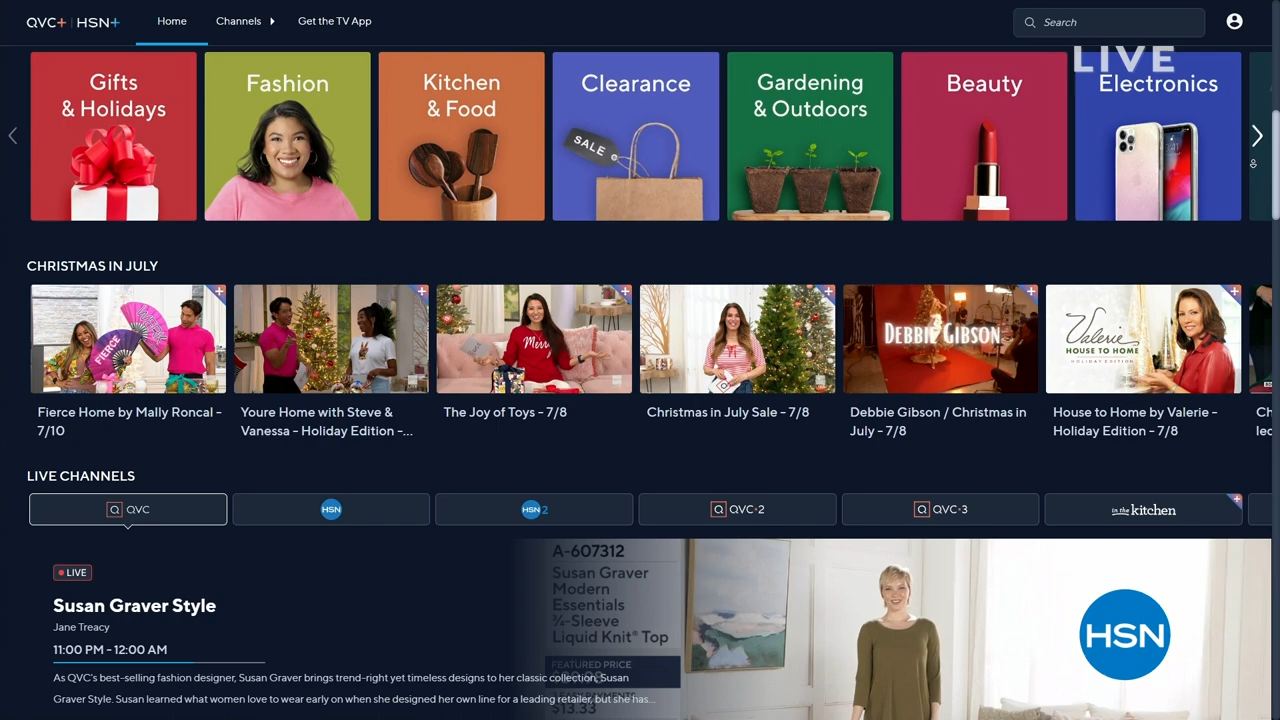 QVC+ | HSN+
Home
Channels
Get the TV App
Search
LIVE
Gifts
& Holidays
Fashion
Kitchen
& Food
SALE
Clearance
Gardening
& Outdoors
Beauty
Electronics
CHRISTMAS IN JULY
FIERCE
Merry
DEBBIE GIBSON
Valerie
HOUSE TO HOME
HOLIDAY EDITION
Fierce Home by Mally Roncal -
7/10
Youre Home with Steve &
Vanessa - Holiday Edition -...
The Joy of Toys - 7/8
Christmas in July Sale - 7/8
Debbie Gibson / Christmas in
July - 7/8
House to Home by Valerie -
Holiday Edition - 7/8
LIVE CHANNELS
Q QVC
HSN
HSN 2
Q QVC•2
Q QVC•3
in the kitchen
LIVE
Susan Graver Style
Jane Treacy
11:00 PM - 12:00 AM
As QVC's best-selling fashion designer, Susan Graver brings trend-right yet timeless designs to her classic collection, Susan
Graver Style. Susan learned what women love to wear early on when she designed her own line for a leading retailer, but she has...
A-607312
Susan Graver
Modern
Essentials
¾-Sleeve
Liquid Knit® Top
FEATURED PRICE
$13.33
HSN